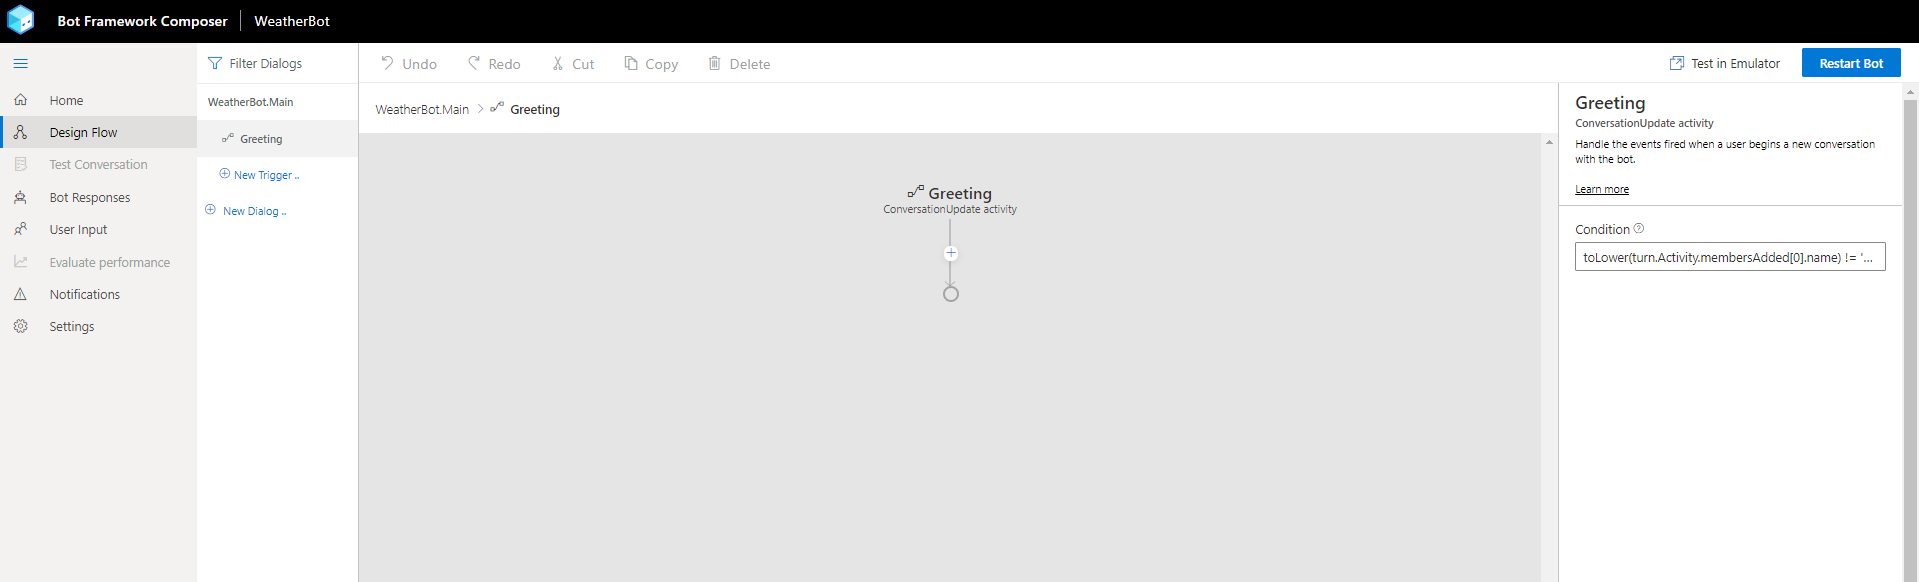 Bot Framework Composer WeatherBot
Filter Dialogs
Undo Redo Cut Copy Delete
Test in Emulator Restart Bot
Home
Design Flow
Test Conversation
Bot Responses
User Input
Evaluate performance
Notifications
Settings
WeatherBot.Main
Greeting
New Trigger ..
New Dialog ..
WeatherBot.Main > Greeting
Greeting
ConversationUpdate activity
Greeting
ConversationUpdate activity
Handle the events fired when a user begins a new conversation
with the bot.
Learn more
Condition
toLower(turn.Activity.membersAdded[0].name) != '...